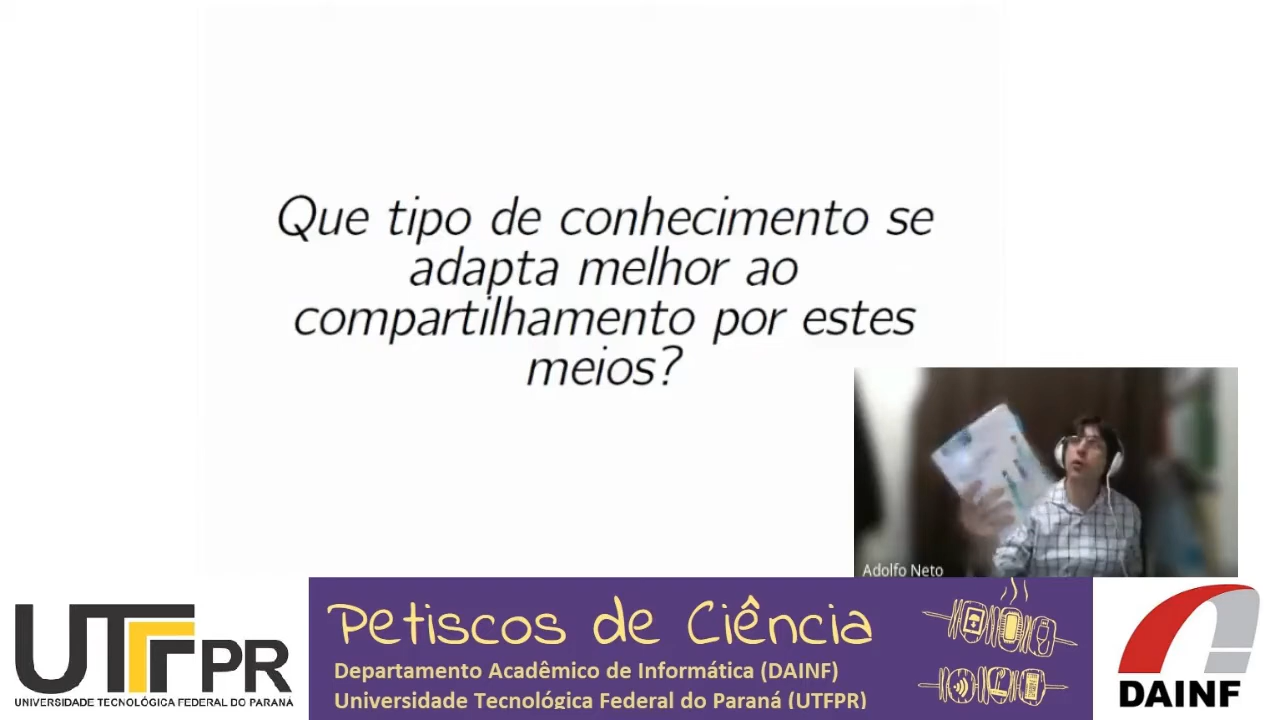 Que tipo de conhecimento se
adapta melhor ao
compartilhamento por estes
meios?
Adolfo Neto
UTFPR
UNIVERSIDADE TECNOLÓGICA FEDERAL DO PARANÁ
Petiscos de Ciência
Departamento Acadêmico de Informática (DAINF)
Universidade Tecnológica Federal do Paraná (UTFPR)
DAINF